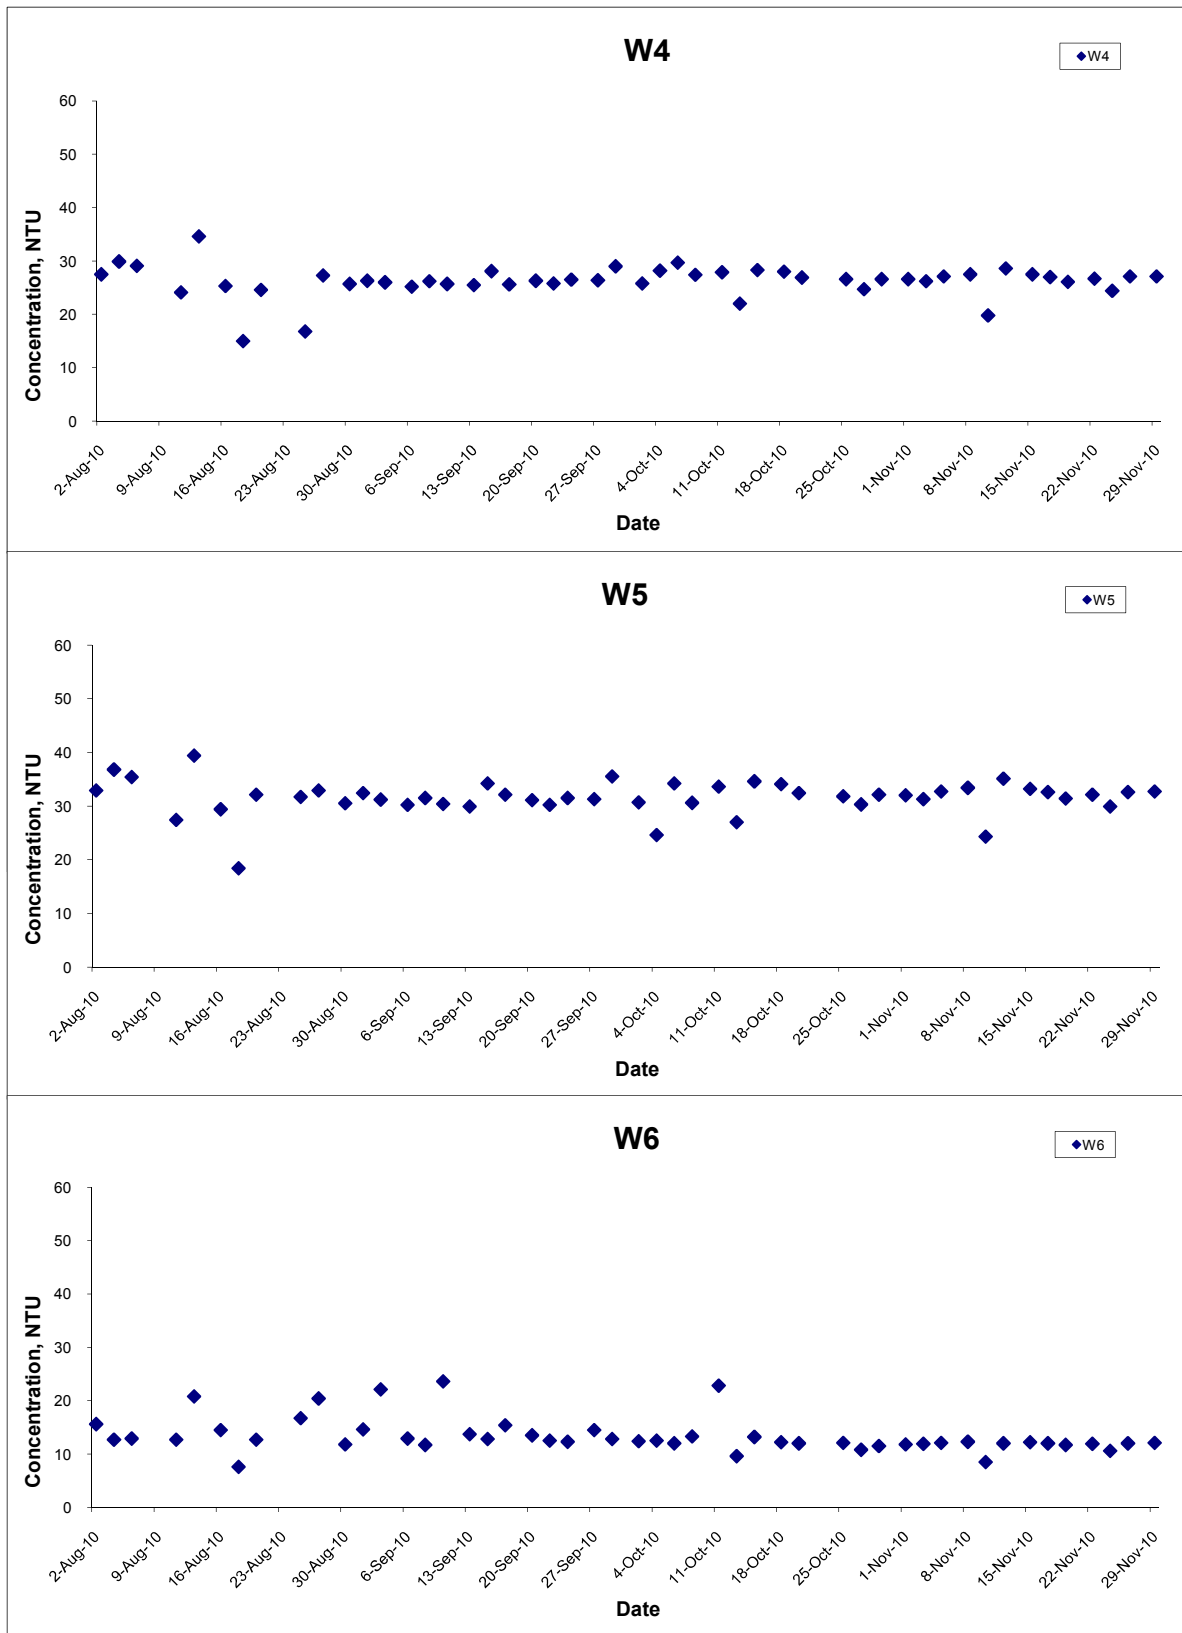 W4
W4
60
50
40
30
20
10
0
Concentration, NTU
2-Aug-10 9-Aug-10 16-Aug-10 23-Aug-10 30-Aug-10 6-Sep-10 13-Sep-10 20-Sep-10 27-Sep-10 4-Oct-10 11-Oct-10 18-Oct-10 25-Oct-10 1-Nov-10 8-Nov-10 15-Nov-10 22-Nov-10 29-Nov-10
Date
W5
W5
60
50
40
30
20
10
0
Concentration, NTU
2-Aug-10 9-Aug-10 16-Aug-10 23-Aug-10 30-Aug-10 6-Sep-10 13-Sep-10 20-Sep-10 27-Sep-10 4-Oct-10 11-Oct-10 18-Oct-10 25-Oct-10 1-Nov-10 8-Nov-10 15-Nov-10 22-Nov-10 29-Nov-10
Date
W6
W6
60
50
40
30
20
10
0
Concentration, NTU
2-Aug-10 9-Aug-10 16-Aug-10 23-Aug-10 30-Aug-10 6-Sep-10 13-Sep-10 20-Sep-10 27-Sep-10 4-Oct-10 11-Oct-10 18-Oct-10 25-Oct-10 1-Nov-10 8-Nov-10 15-Nov-10 22-Nov-10 29-Nov-10
Date